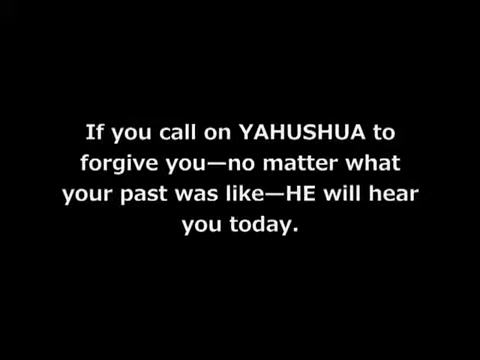 If you call on YAHUSHUA to
forgive you—no matter what
your past was like—HE will hear
you today.